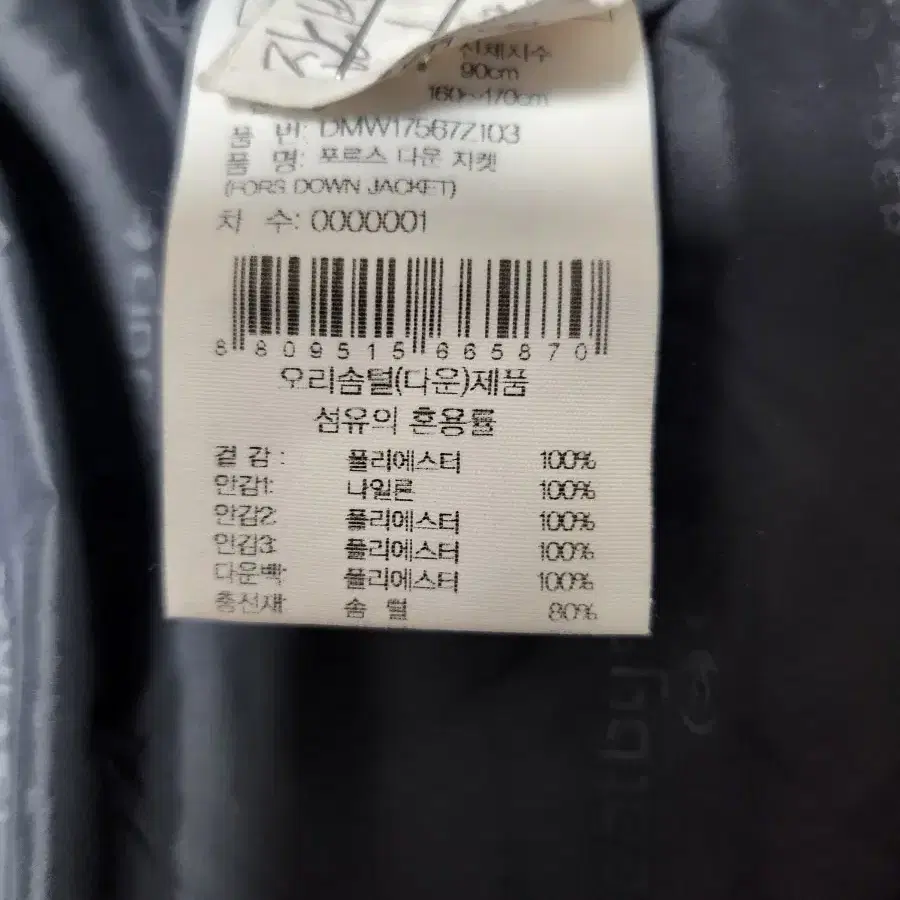 신체치수
90cm
160~170cm
품 번: DMW17567Z103
품 명: 포르스 다운 자켓
(FORS DOWN JACKET)
차 수: 0000001
8 809515 665870
오리솜털(다운)제품
섬유의 혼용률
겉 감: 폴리에스터 100%
안감1: 나일론 100%
안감2: 폴리에스터 100%
안감3: 폴리에스터 100%
다운백: 폴리에스터 100%
충전재: 솜 털 80%